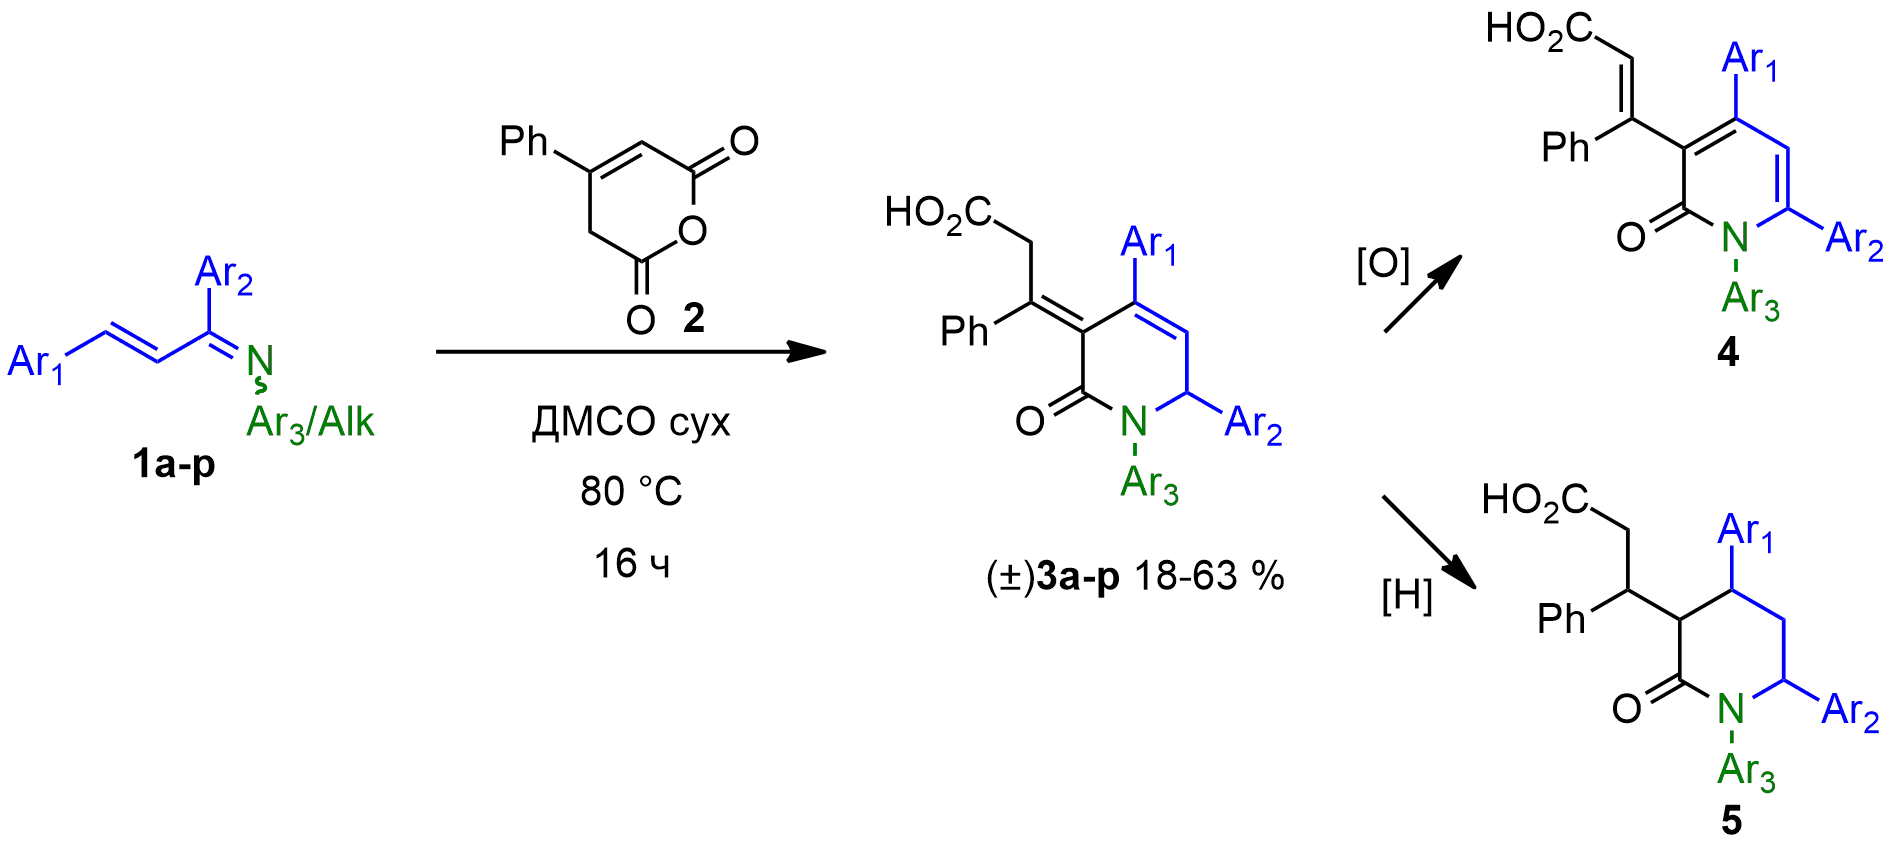 Ar1
Ar2
N
Ar3/Alk
1a-p
Ph
O
O
O
2
ДМСО сух
80 °C
16 ч
HO2C
Ar1
Ph
O
N
Ar2
Ar3
(±)3a-p 18-63 %
[O]
[H]
HO2C
Ar1
Ph
O
N
Ar2
Ar3
4
HO2C
Ar1
Ph
O
N
Ar2
Ar3
5